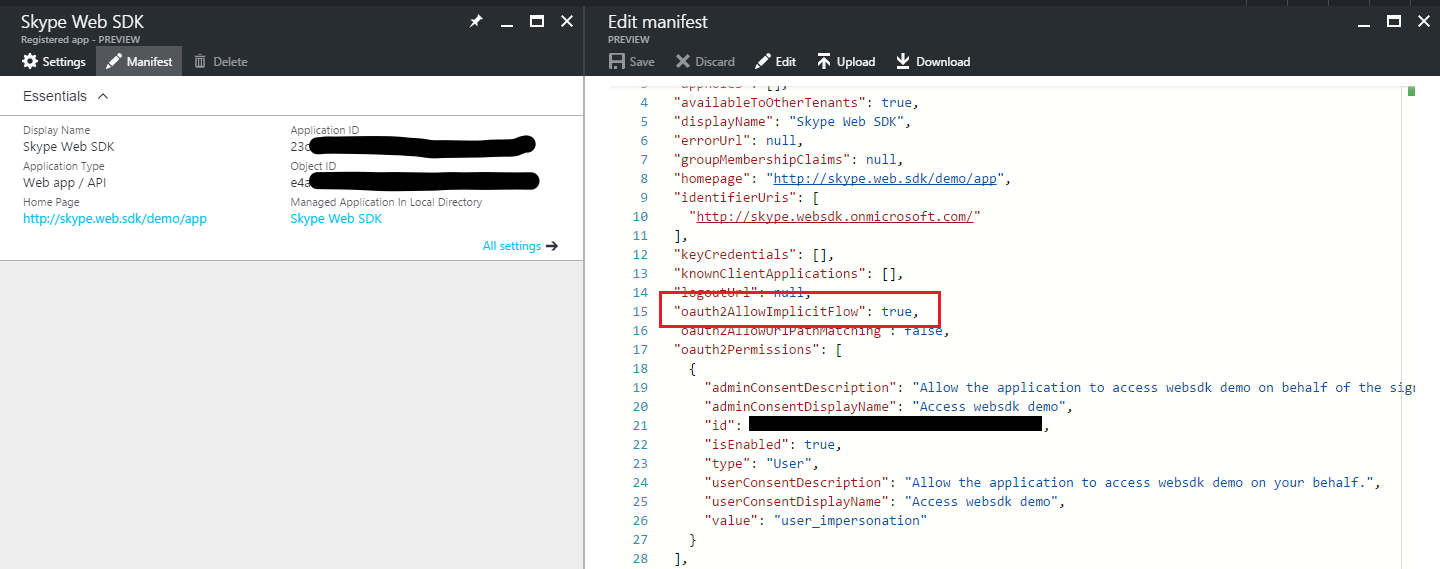 Skype Web SDK
Registered app - PREVIEW
Settings Manifest Delete
Essentials
Display Name
Skype Web SDK
Application ID
23c
Application Type
Web app / API
Object ID
e4a
Home Page
http://skype.web.sdk/demo/app
Managed Application In Local Directory
Skype Web SDK
All settings
Edit manifest
PREVIEW
Save Discard Edit Upload Download
4 "availableToOtherTenants": true,
5 "displayName": "Skype Web SDK",
6 "errorUrl": null,
7 "groupMembershipClaims": null,
8 "homepage": "http://skype.web.sdk/demo/app",
9 "identifierUris": [
10 "http://skype.websdk.onmicrosoft.com/"
11 ],
12 "keyCredentials": [],
13 "knownClientApplications": [],
14 "logoutUrl": null,
15 "oauth2AllowImplicitFlow": true,
16 "oauth2AllowUrlPathMatching": false,
17 "oauth2Permissions": [
18 {
19 "adminConsentDescription": "Allow the application to access websdk demo on behalf of the sig
20 "adminConsentDisplayName": "Access websdk demo",
21 "id": ,
22 "isEnabled": true,
23 "type": "User",
24 "userConsentDescription": "Allow the application to access websdk demo on your behalf.",
25 "userConsentDisplayName": "Access websdk demo",
26 "value": "user_impersonation"
27 }
28 ],